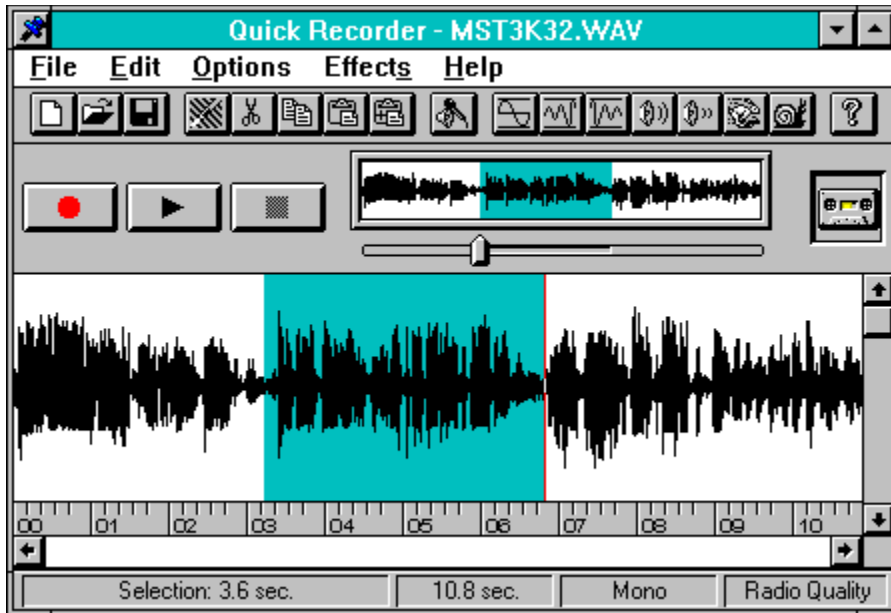 Quick Recorder - MST3K32.WAV
File Edit Options Effects Help
?
00 01 02 03 04 05 06 07 08 09 10
Selection: 3.6 sec. 10.8 sec. Mono Radio Quality